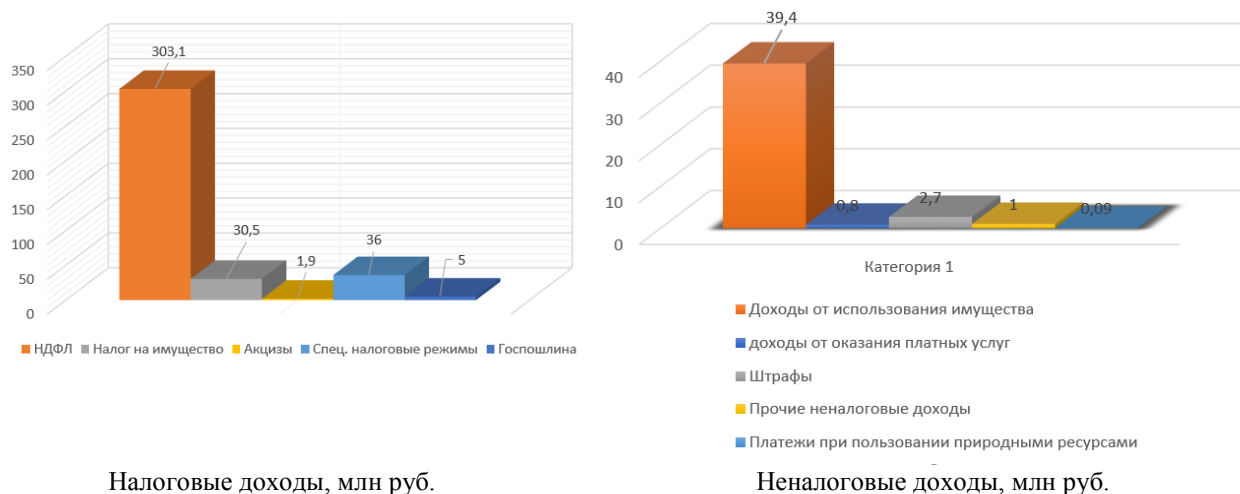 303,1
350
300
250
200
150
100
50
0
30,5
1,9
36
5
НДФЛ Налог на имущество Акцизы Спец. налоговые режимы Госпошлина
Налоговые доходы, млн руб.
39,4
40
30
20
10
0
0,8
2,7
1
0,09
Категория 1
Доходы от использования имущества
доходы от оказания платных услуг
Штрафы
Прочие неналоговые доходы
Платежи при пользовании природными ресурсами
Неналоговые доходы, млн руб.